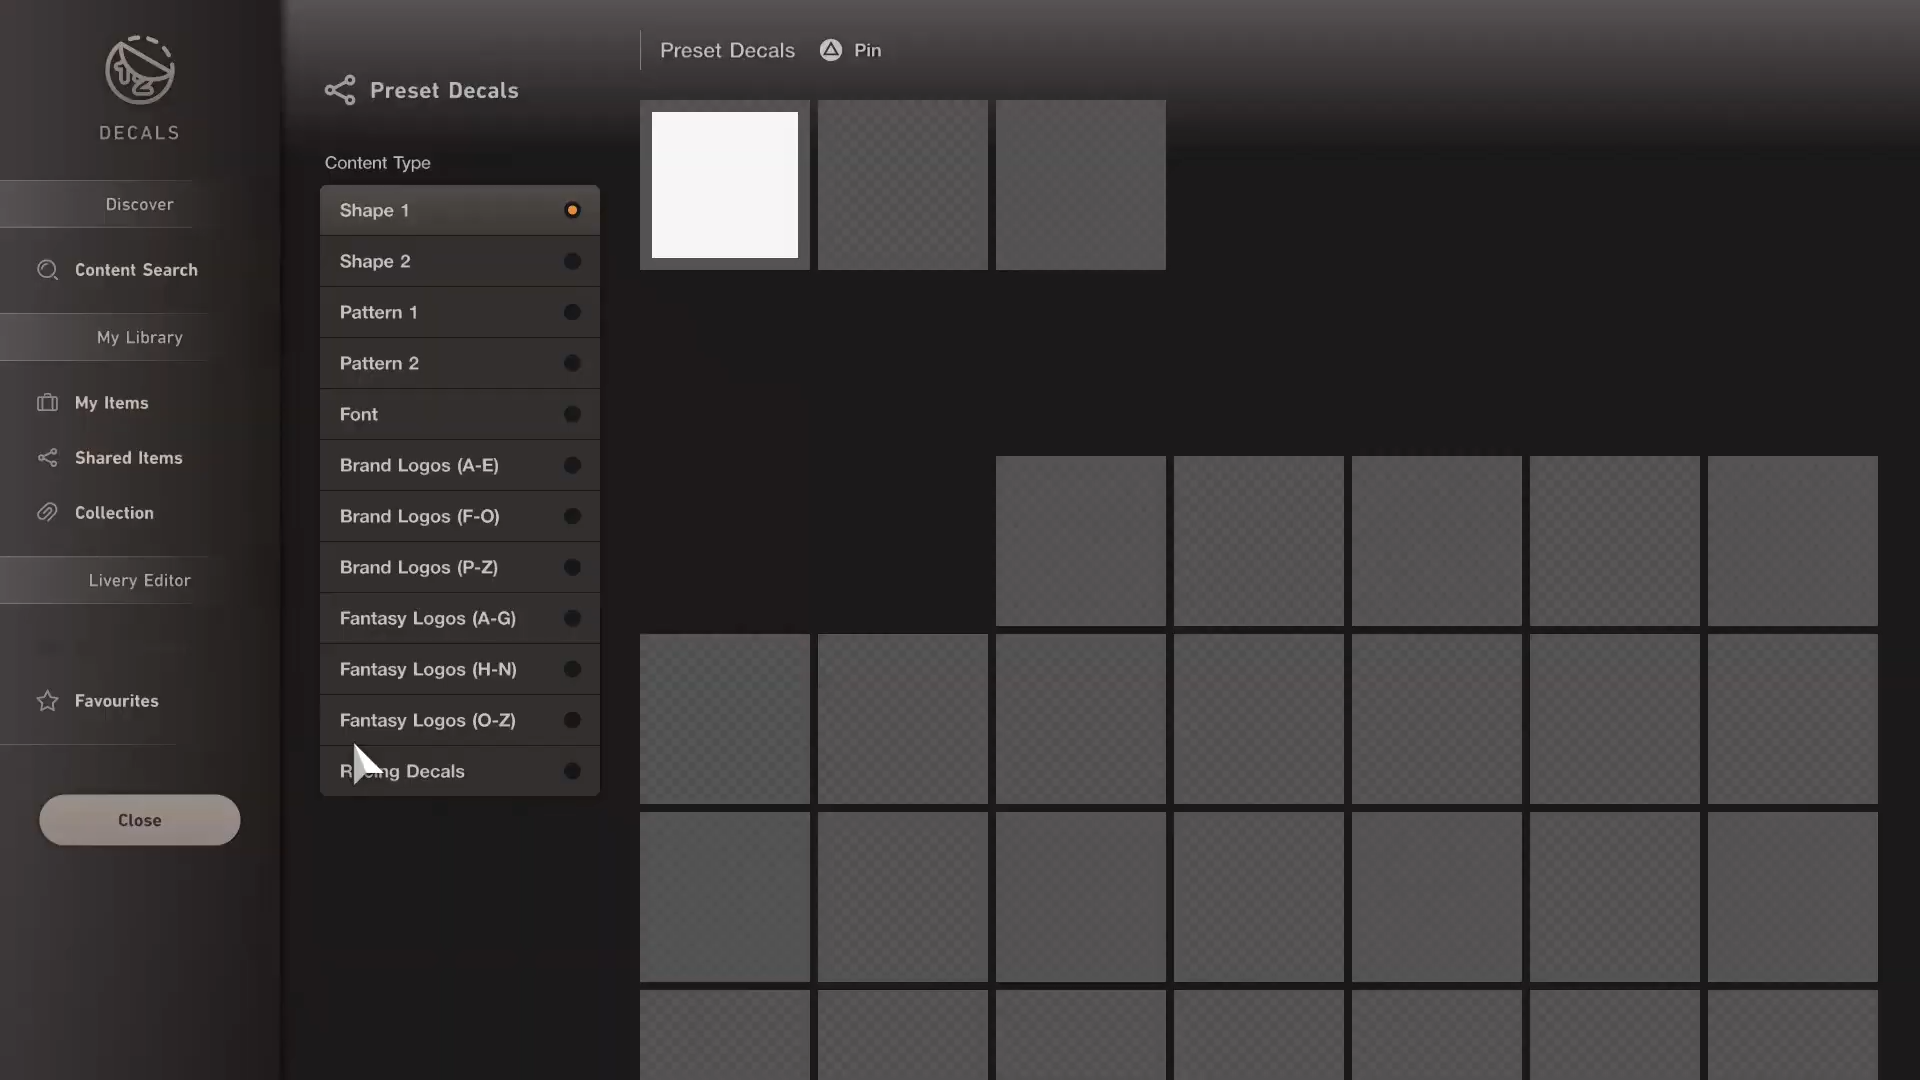 DECALS
Discover
Content Search
My Library
My Items
Shared Items
Collection
Livery Editor
Favourites
Close
Preset Decals
Content Type
Shape 1
Shape 2
Pattern 1
Pattern 2
Font
Brand Logos (A-E)
Brand Logos (F-O)
Brand Logos (P-Z)
Fantasy Logos (A-G)
Fantasy Logos (H-N)
Fantasy Logos (O-Z)
Racing Decals
Preset Decals Pin